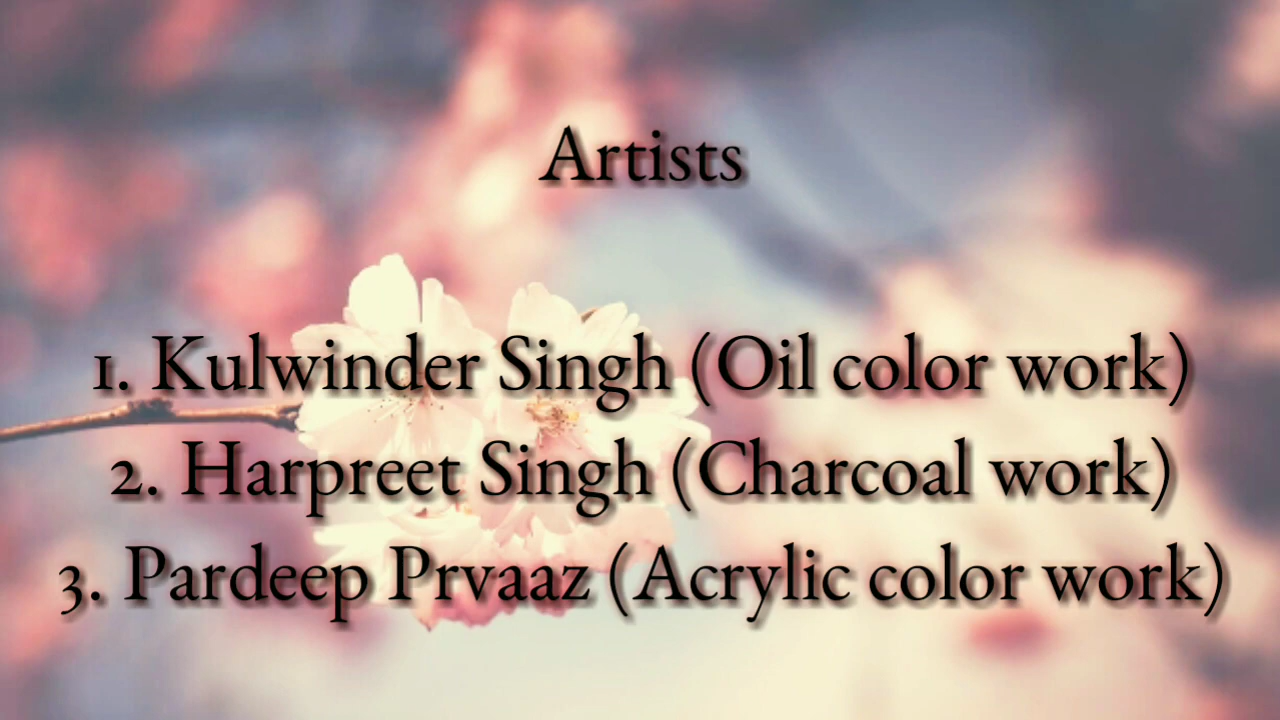 Artists
1. Kulwinder Singh (Oil color work)
2. Harpreet Singh (Charcoal work)
3. Pardeep Prvaaz (Acrylic color work)